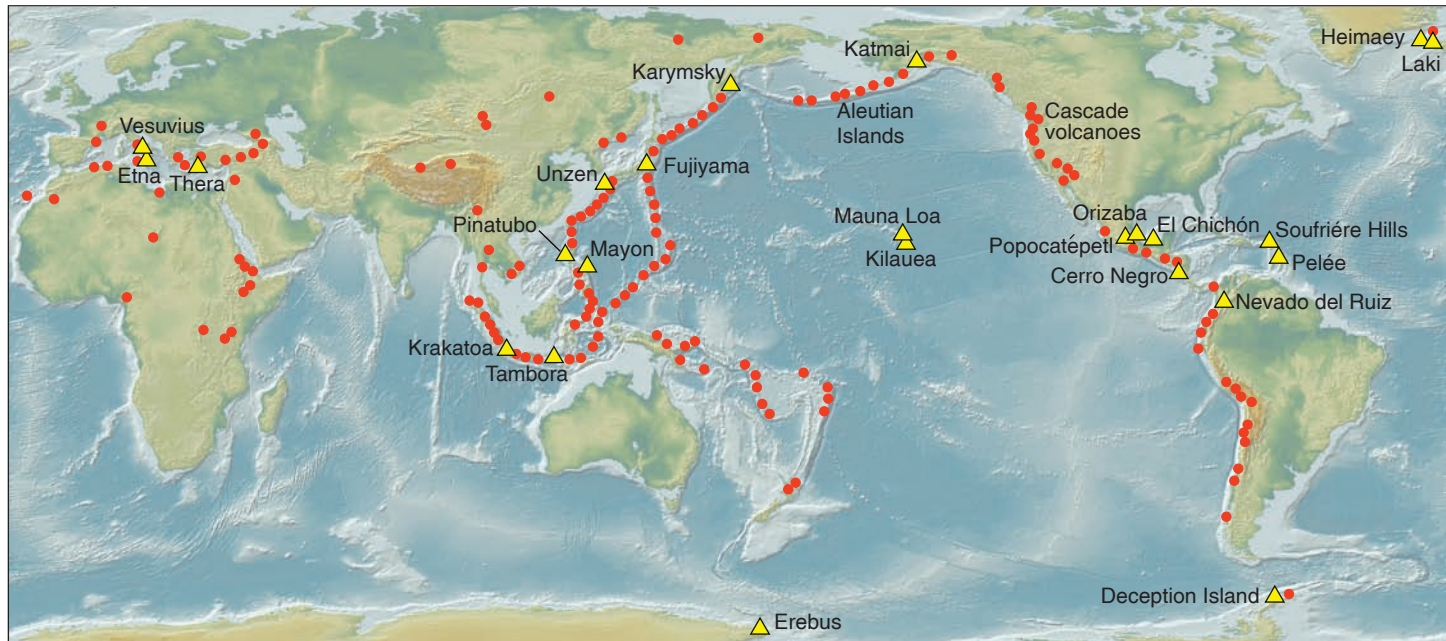 Heimaey
Laki
Katmai
Karymsky
Aleutian
Islands
Cascade
volcanoes
Vesuvius
Etna
Thera
Unzen
Fujiyama
Pinatubo
Mayon
Mauna Loa
Kilauea
Orizaba
El Chichón
Popocatépetl
Soufriére Hills
Pelée
Cerro Negro
Nevado del Ruiz
Krakatoa
Tambora
Deception Island
Erebus